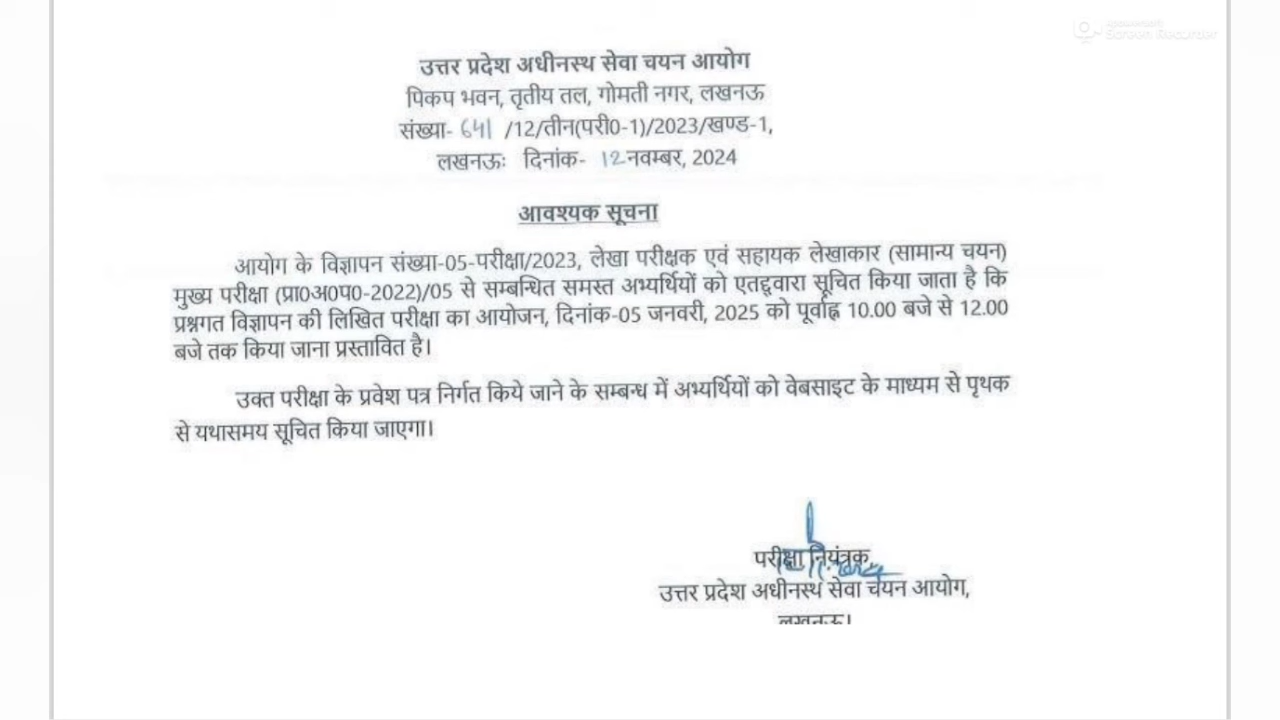 उत्तर प्रदेश अधीनस्थ सेवा चयन आयोग
पिकप भवन, तृतीय तल, गोमती नगर, लखनऊ
संख्या- 641 /12/तीन(परी0-1)/2023/खण्ड-1,
लखनऊः दिनांक- 12 नवम्बर, 2024
आवश्यक सूचना
आयोग के विज्ञापन संख्या-05-परीक्षा/2023, लेखा परीक्षक एवं सहायक लेखाकार (सामान्य चयन)
मुख्य परीक्षा (प्रा0अ0प0-2022)/05 से सम्बन्धित समस्त अभ्यर्थियों को एतद्द्वारा सूचित किया जाता है कि
प्रश्नगत विज्ञापन की लिखित परीक्षा का आयोजन, दिनांक-05 जनवरी, 2025 को पूर्वाह्न 10.00 बजे से 12.00
बजे तक किया जाना प्रस्तावित है।
उक्त परीक्षा के प्रवेश पत्र निर्गत किये जाने के सम्बन्ध में अभ्यर्थियों को वेबसाइट के माध्यम से पृथक
से यथासमय सूचित किया जाएगा।
परीक्षा नियंत्रक,
उत्तर प्रदेश अधीनस्थ सेवा चयन आयोग,
लखनऊ।
Screen Recorder